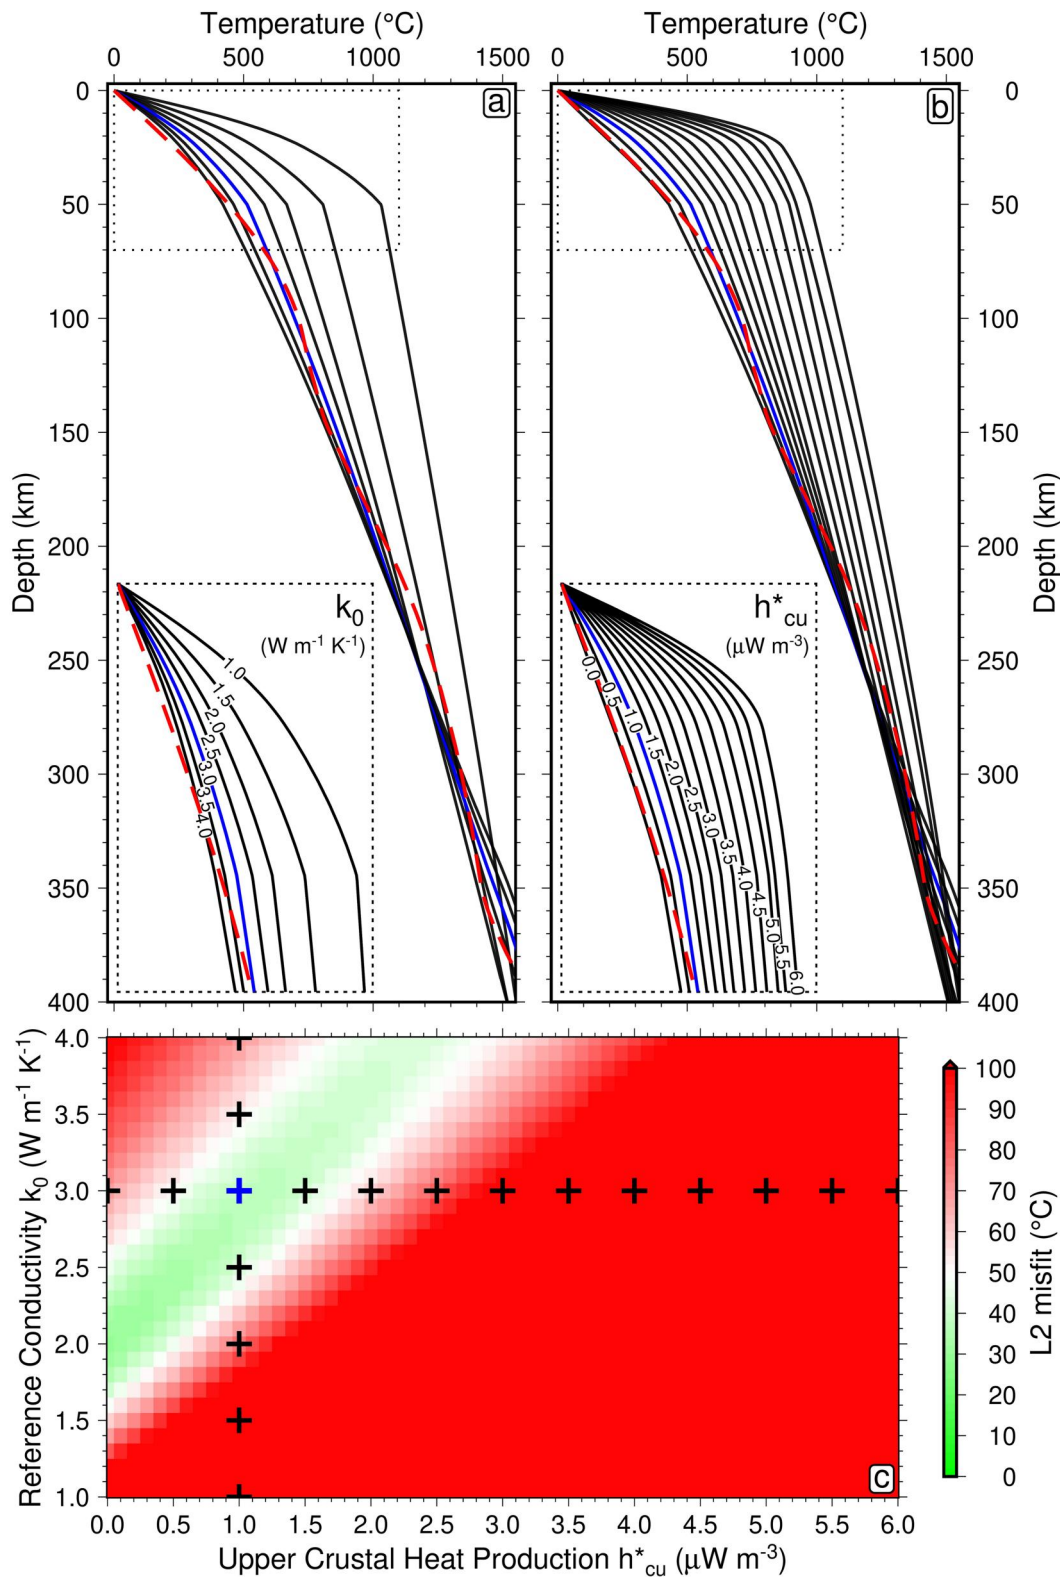 Temperature (°C) Temperature (°C)
0 500 1000 1500 0 500 1000 1500
0 a b 0
50 50
100 100
150 150
Depth (km) Depth (km)
200 200
k0 h*cu
(W m-1 K-1) (μW m-3)
250 250
1.0 1.5 2.0 2.5 3.0 3.5 4.0
0.0 0.5 1.0 1.5 2.0 2.5 3.0 3.5 4.0 4.5 5.0 5.5 6.0
300 300
350 350
400 400
Reference Conductivity k0 (W m-1 K-1)
4.0
3.5
3.0
2.5
2.0
1.5
1.0
c
0.0 0.5 1.0 1.5 2.0 2.5 3.0 3.5 4.0 4.5 5.0 5.5 6.0
Upper Crustal Heat Production h*cu (μW m-3)
100
90
80
70
60
50
40
30
20
10
0
L2 misfit (°C)